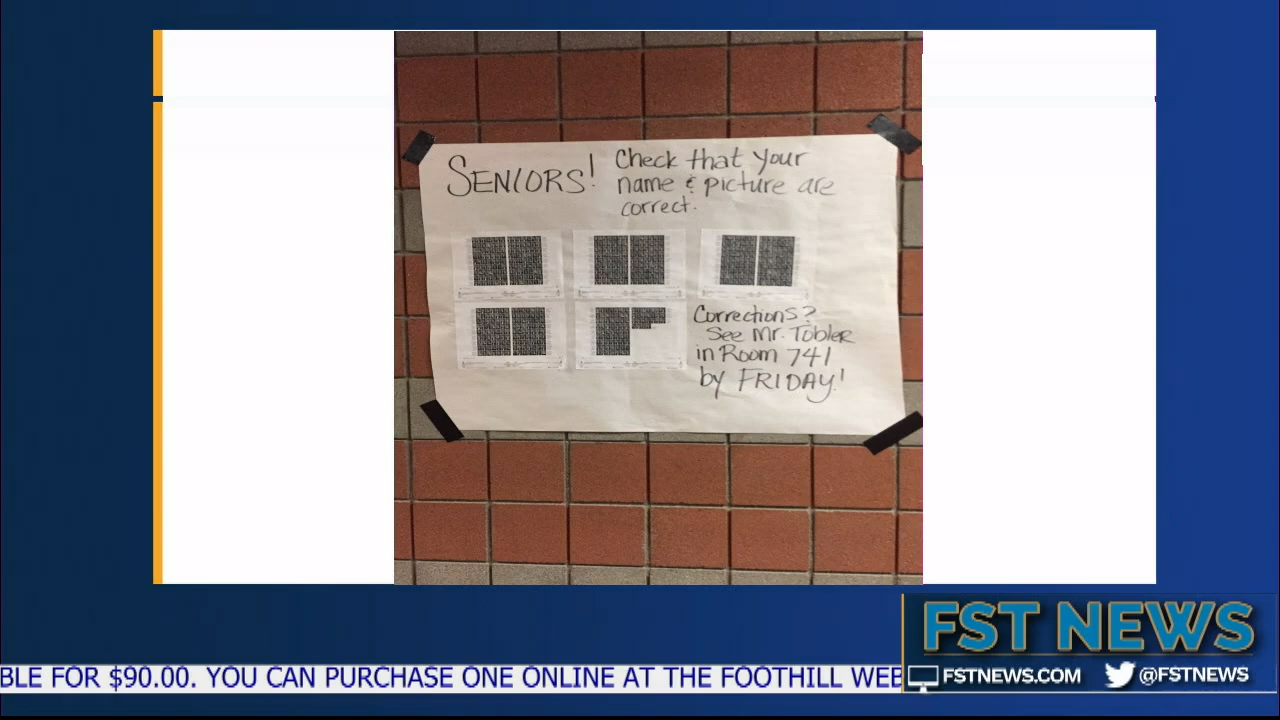 SENIORS!
Check that your
name & picture are
correct.
Corrections?
See Mr. Tobler
in Room 741
by FRIDAY!
FST NEWS
BLE FOR $90.00. YOU CAN PURCHASE ONE ONLINE AT THE FOOTHILL WEB
FSTNEWS.COM
@FSTNEWS